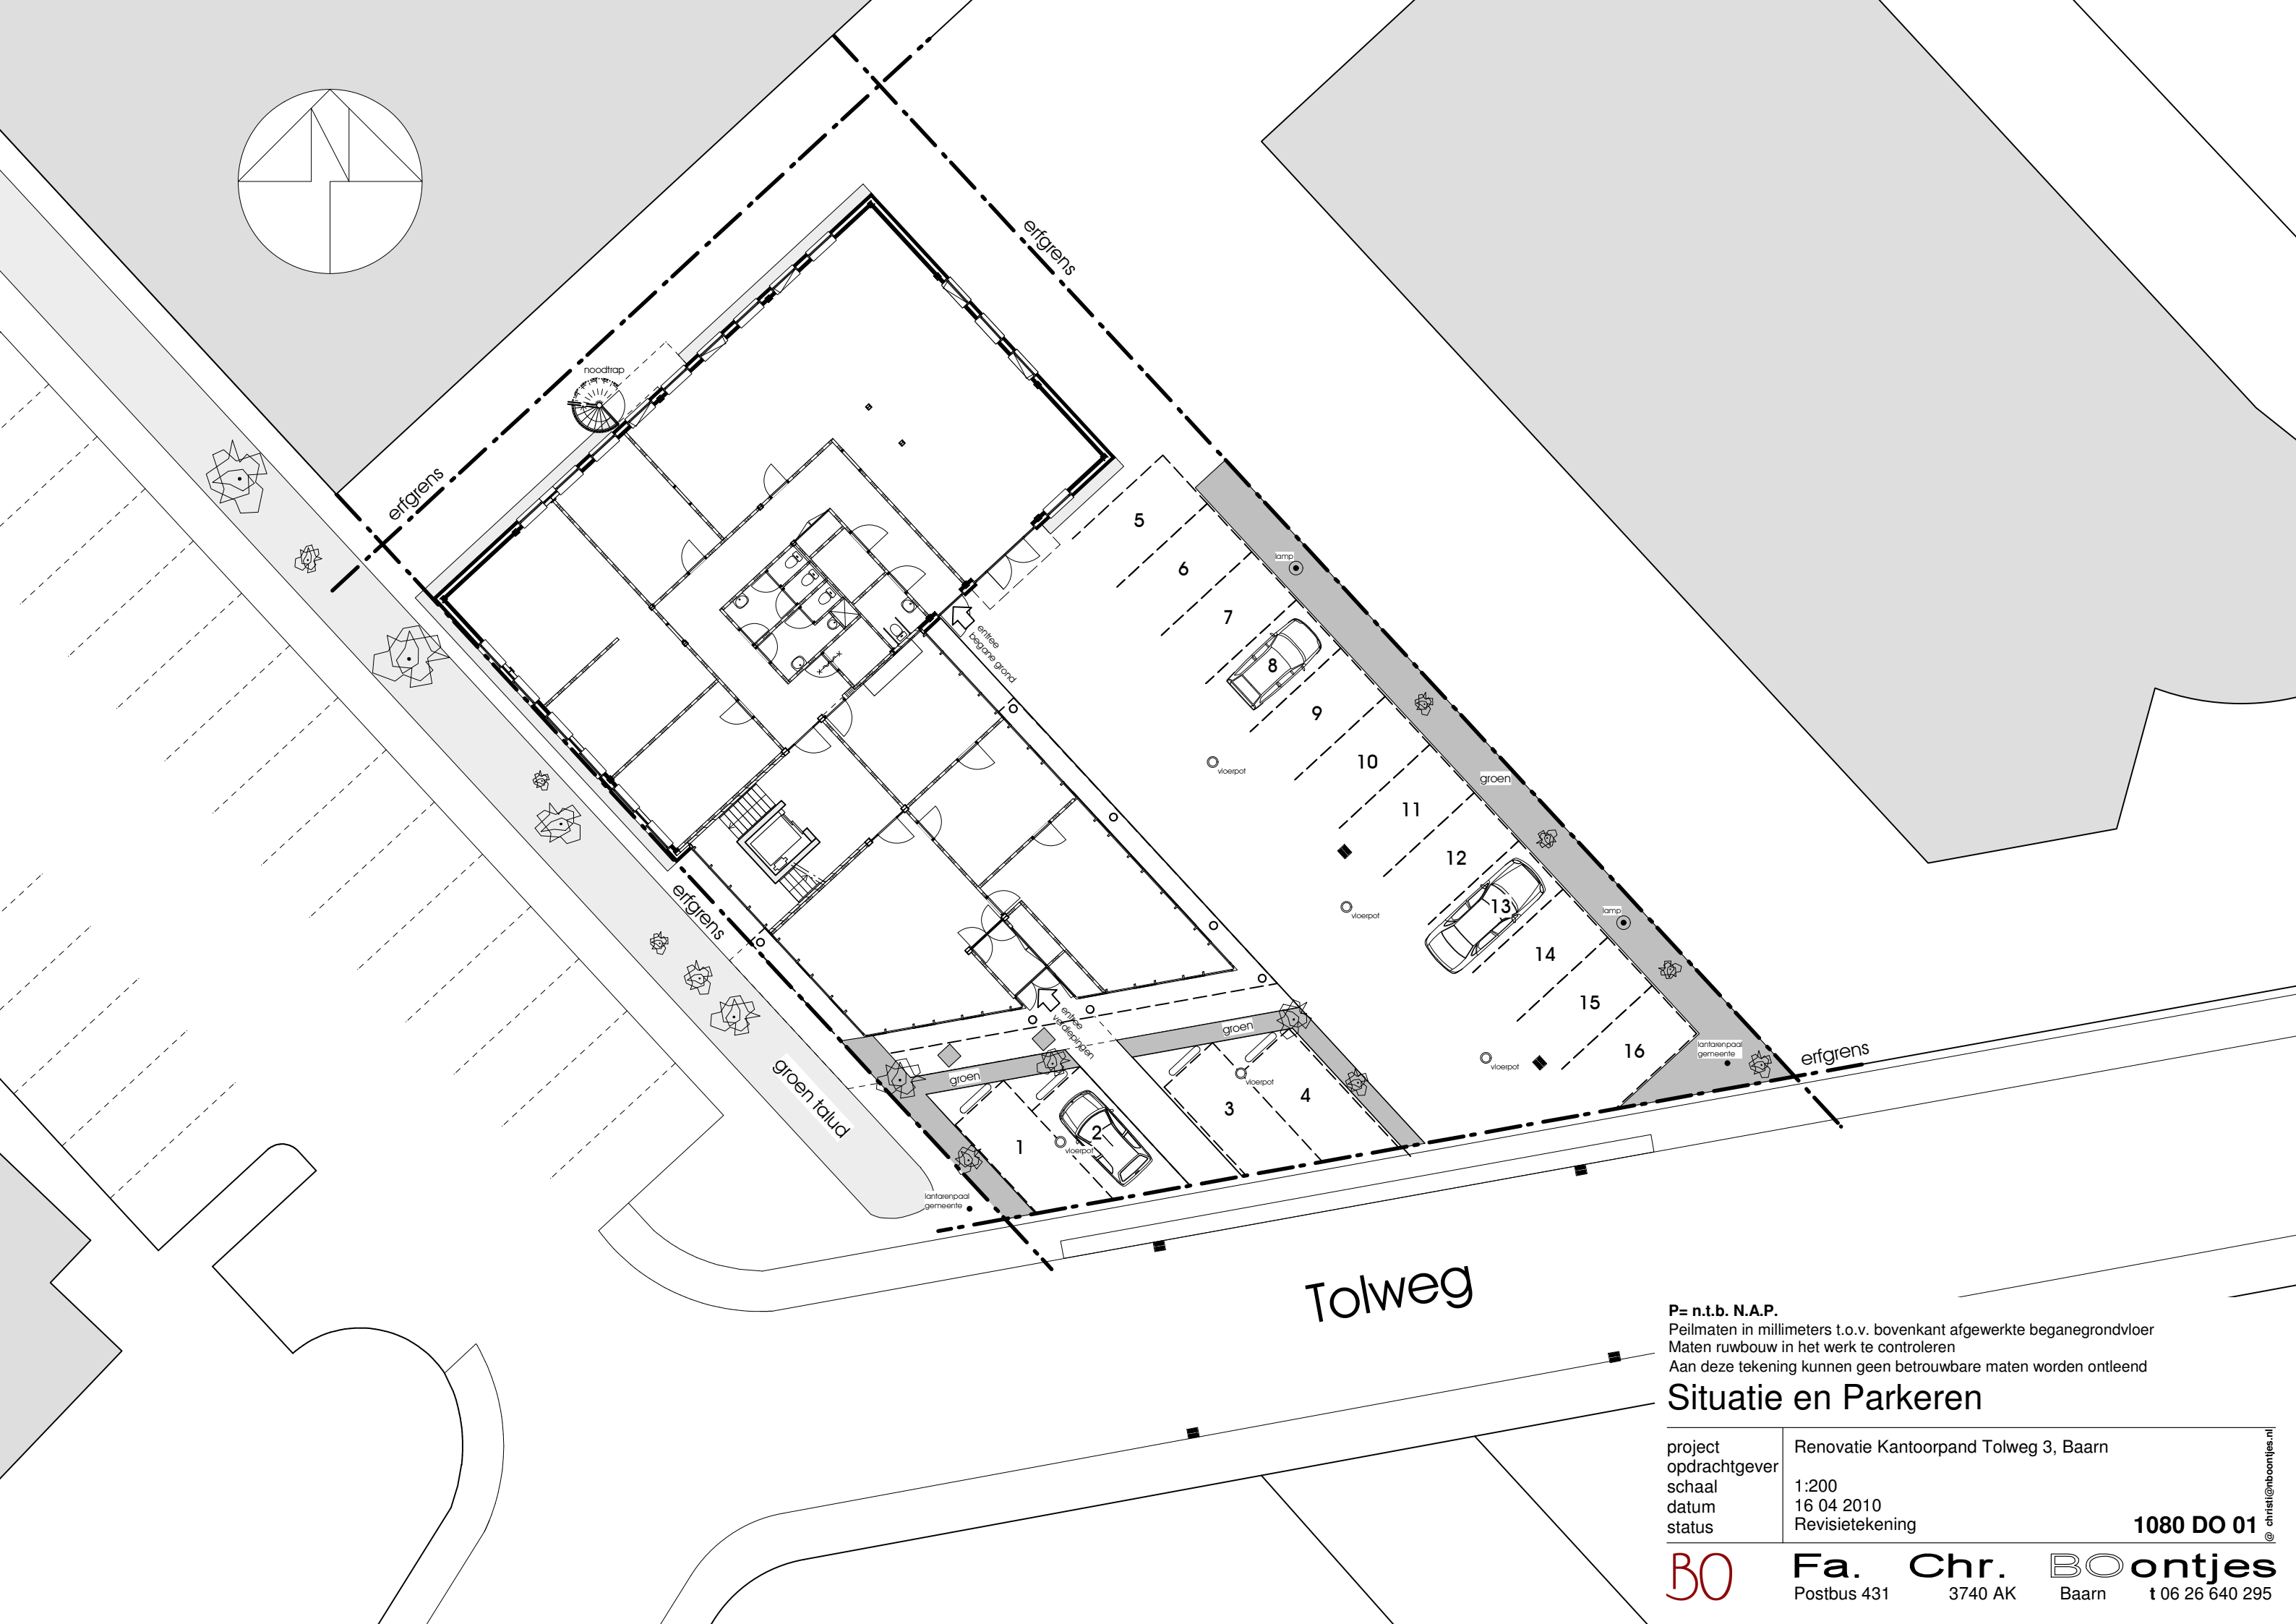 N
erfgrens
noodtrap
erfgrens
5
6
lamp
7
entree
begane grond
8
9
10
vloerpot
groen
11
12
erfgrens
vloerpot
13
lamp
14
entree
verdiepingen
groen
15
lantarenpaal
gemeente
16
erfgrens
vloerpot
groen
groen talud
vloerpot
1
2
vloerpot
3
4
lantarenpaal
gemeente
Tolweg
P= n.t.b. N.A.P.
Peilmaten in millimeters t.o.v. bovenkant afgewerkte beganegrondvloer
Maten ruwbouw in het werk te controleren
Aan deze tekening kunnen geen betrouwbare maten worden ontleend
Situatie en Parkeren
project Renovatie Kantoorpand Tolweg 3, Baarn
opdrachtgever
schaal 1:200
datum 16 04 2010
status Revisietekening
1080 DO 01
@ christi@nboontjes.nl
BO
Fa. Chr. BOontjes
Postbus 431 3740 AK Baarn t 06 26 640 295